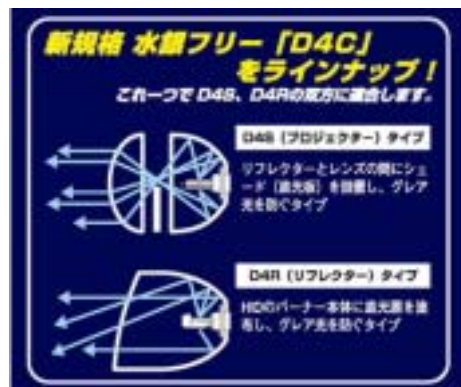 新規格 水銀フリー「D4C」
をラインナップ！
これ一つで D4S、D4Rの双方に適合します。
D4S（プロジェクター）タイプ
リフレクターとレンズの間にシェ
ード（遮光板）を設置し、グレア
光を防ぐタイプ
D4R（リフレクター）タイプ
HIDのバーナー本体に遮光膜を塗
布し、グレア光を防ぐタイプ